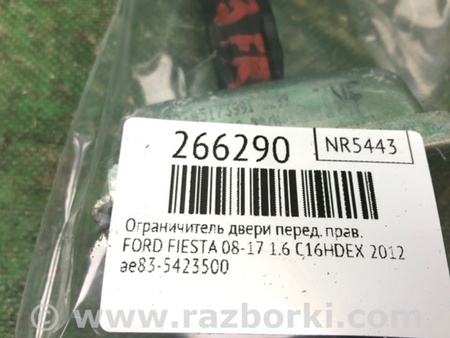 FR
266290
NR5443
Ограничитель двери перед. прав.
FORD FIESTA 08-17 1.6 C16HDEX 2012
ae83-5423500
www.razborki.com